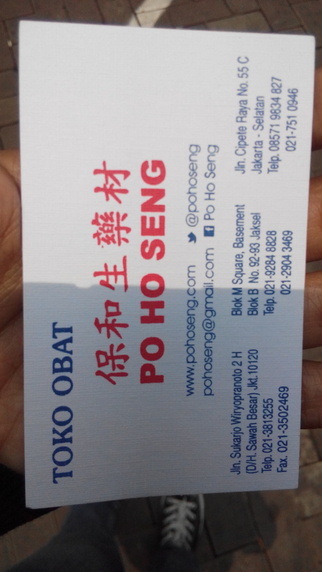 TOKO OBAT
保和生藥材
PO HO SENG
www.pohoseng.com @pohoseng
pohoseng@gmail.com Po Ho Seng
Jln. Sukarjo Wiryopranoto 2 H
(D/H. Sawah Besar) Jkt.10120
Telp. 021-3813255
Fax. 021-3502469
Blok M Square, Basement
Blok B No. 92-93 Jaksel
Telp. 021-9284 8828
021-2904 3469
Jln. Cipete Raya No. 55 C
Jakarta - Selatan
Telp. 08571 9834 827
021-751 0946